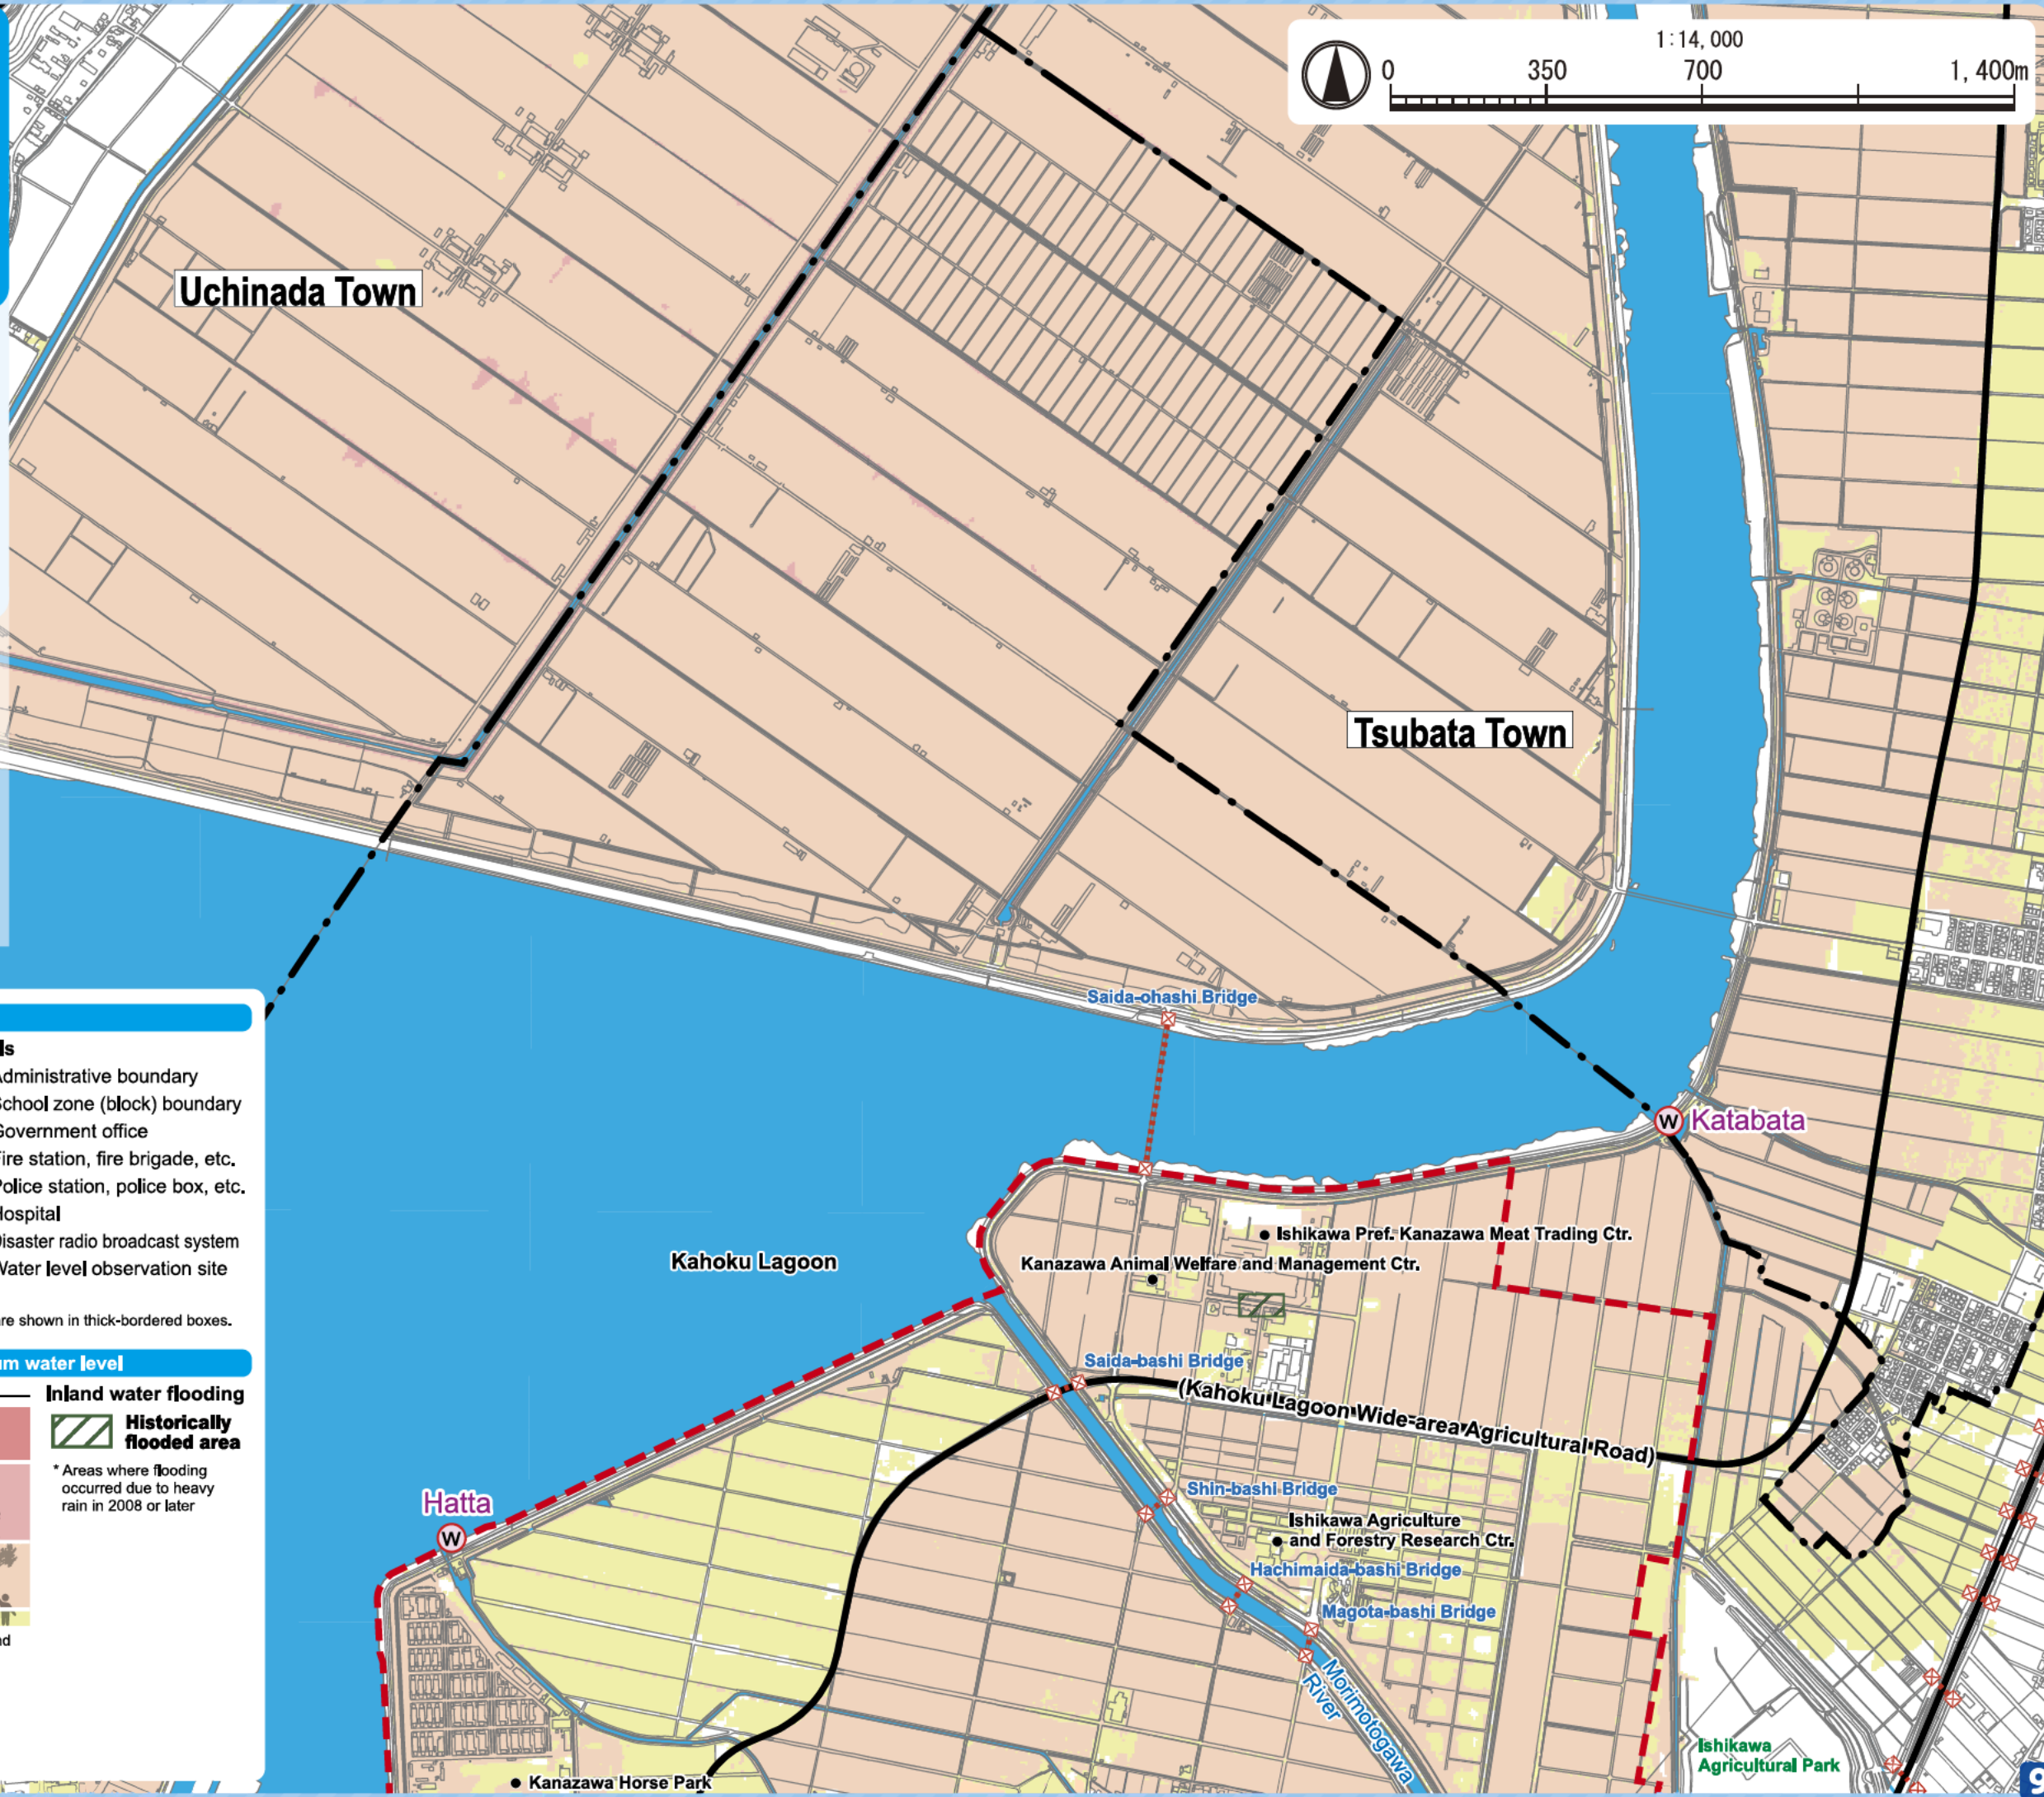 1:14,000
0 350 700 1,400m
Uchinada Town
Tsubata Town
Saida-ohashi Bridge
W Katabata
Administrative boundary
School zone (block) boundary
Government office
Fire station, fire brigade, etc.
Police station, police box, etc.
Hospital
Disaster radio broadcast system
Water level observation site
are shown in thick-bordered boxes.
water level
Inland water flooding
Historically
flooded area
* Areas where flooding
occurred due to heavy
rain in 2008 or later
Kahoku Lagoon
Ishikawa Pref. Kanazawa Meat Trading Ctr.
Kanazawa Animal Welfare and Management Ctr.
Saida-bashi Bridge
(Kahoku Lagoon Wide-area Agricultural Road)
Hatta
W
Shin-bashi Bridge
Ishikawa Agriculture
and Forestry Research Ctr.
Hachimaida-bashi Bridge
Magota-bashi Bridge
Morimotogawa
River
Kanazawa Horse Park
Ishikawa
Agricultural Park
9